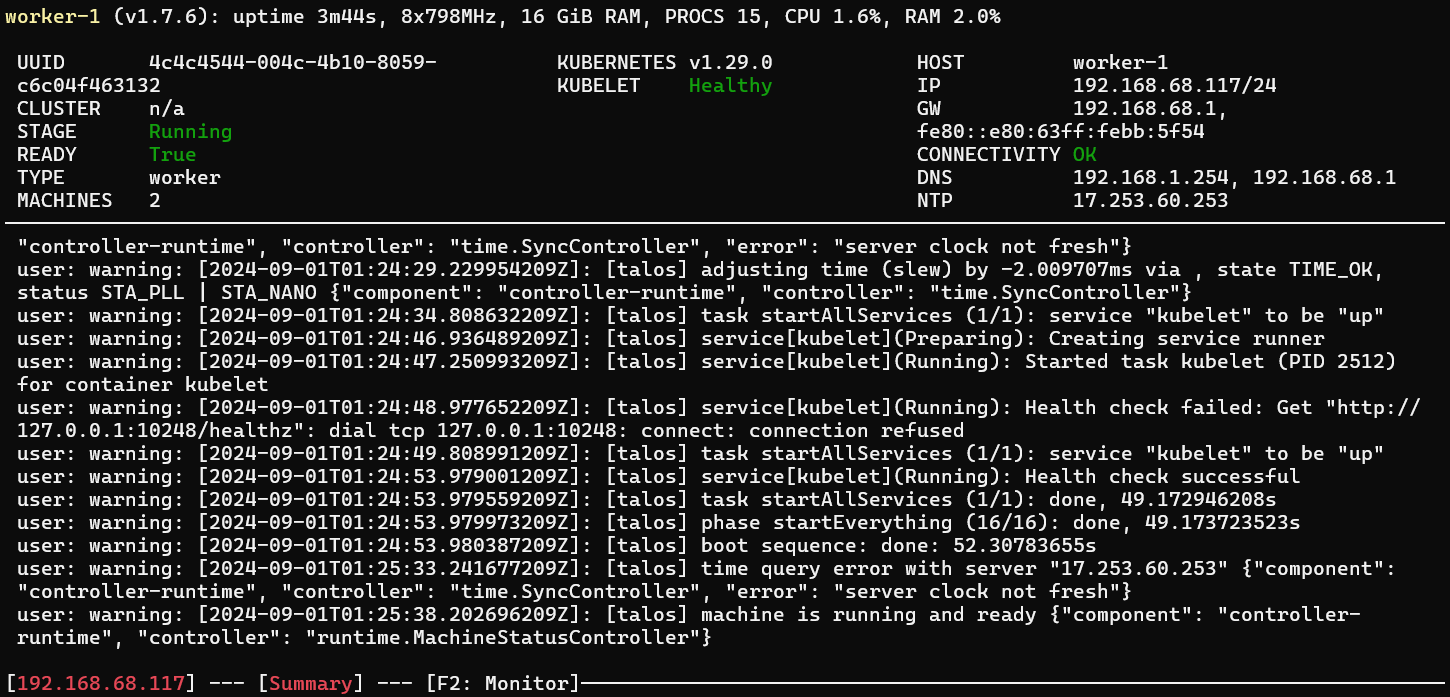 worker-1 (v1.7.6): uptime 3m44s, 8x798MHz, 16 GiB RAM, PROCS 15, CPU 1.6%, RAM 2.0%
UUID 4c4c4544-004c-4b10-8059- KUBERNETES v1.29.0 HOST worker-1
c6c04f463132 KUBELET Healthy IP 192.168.68.117/24
CLUSTER n/a GW 192.168.68.1,
STAGE Running fe80::e80:63ff:febb:5f54
READY True CONNECTIVITY OK
TYPE worker DNS 192.168.1.254, 192.168.68.1
MACHINES 2 NTP 17.253.60.253
"controller-runtime", "controller": "time.SyncController", "error": "server clock not fresh"}
user: warning: [2024-09-01T01:24:29.229954209Z]: [talos] adjusting time (slew) by -2.009707ms via , state TIME_OK,
status STA_PLL | STA_NANO {"component": "controller-runtime", "controller": "time.SyncController"}
user: warning: [2024-09-01T01:24:34.808632209Z]: [talos] task startAllServices (1/1): service "kubelet" to be "up"
user: warning: [2024-09-01T01:24:46.936489209Z]: [talos] service[kubelet](Preparing): Creating service runner
user: warning: [2024-09-01T01:24:47.250993209Z]: [talos] service[kubelet](Running): Started task kubelet (PID 2512)
for container kubelet
user: warning: [2024-09-01T01:24:48.977652209Z]: [talos] service[kubelet](Running): Health check failed: Get "http://
127.0.0.1:10248/healthz": dial tcp 127.0.0.1:10248: connect: connection refused
user: warning: [2024-09-01T01:24:49.808991209Z]: [talos] task startAllServices (1/1): service "kubelet" to be "up"
user: warning: [2024-09-01T01:24:53.979001209Z]: [talos] service[kubelet](Running): Health check successful
user: warning: [2024-09-01T01:24:53.979559209Z]: [talos] task startAllServices (1/1): done, 49.172946208s
user: warning: [2024-09-01T01:24:53.979973209Z]: [talos] phase startEverything (16/16): done, 49.173723523s
user: warning: [2024-09-01T01:24:53.980387209Z]: [talos] boot sequence: done: 52.30783655s
user: warning: [2024-09-01T01:25:33.241677209Z]: [talos] time query error with server "17.253.60.253" {"component":
"controller-runtime", "controller": "time.SyncController", "error": "server clock not fresh"}
user: warning: [2024-09-01T01:25:38.202696209Z]: [talos] machine is running and ready {"component": "controller-
runtime", "controller": "runtime.MachineStatusController"}
[192.168.68.117] --- [Summary] --- [F2: Monitor]